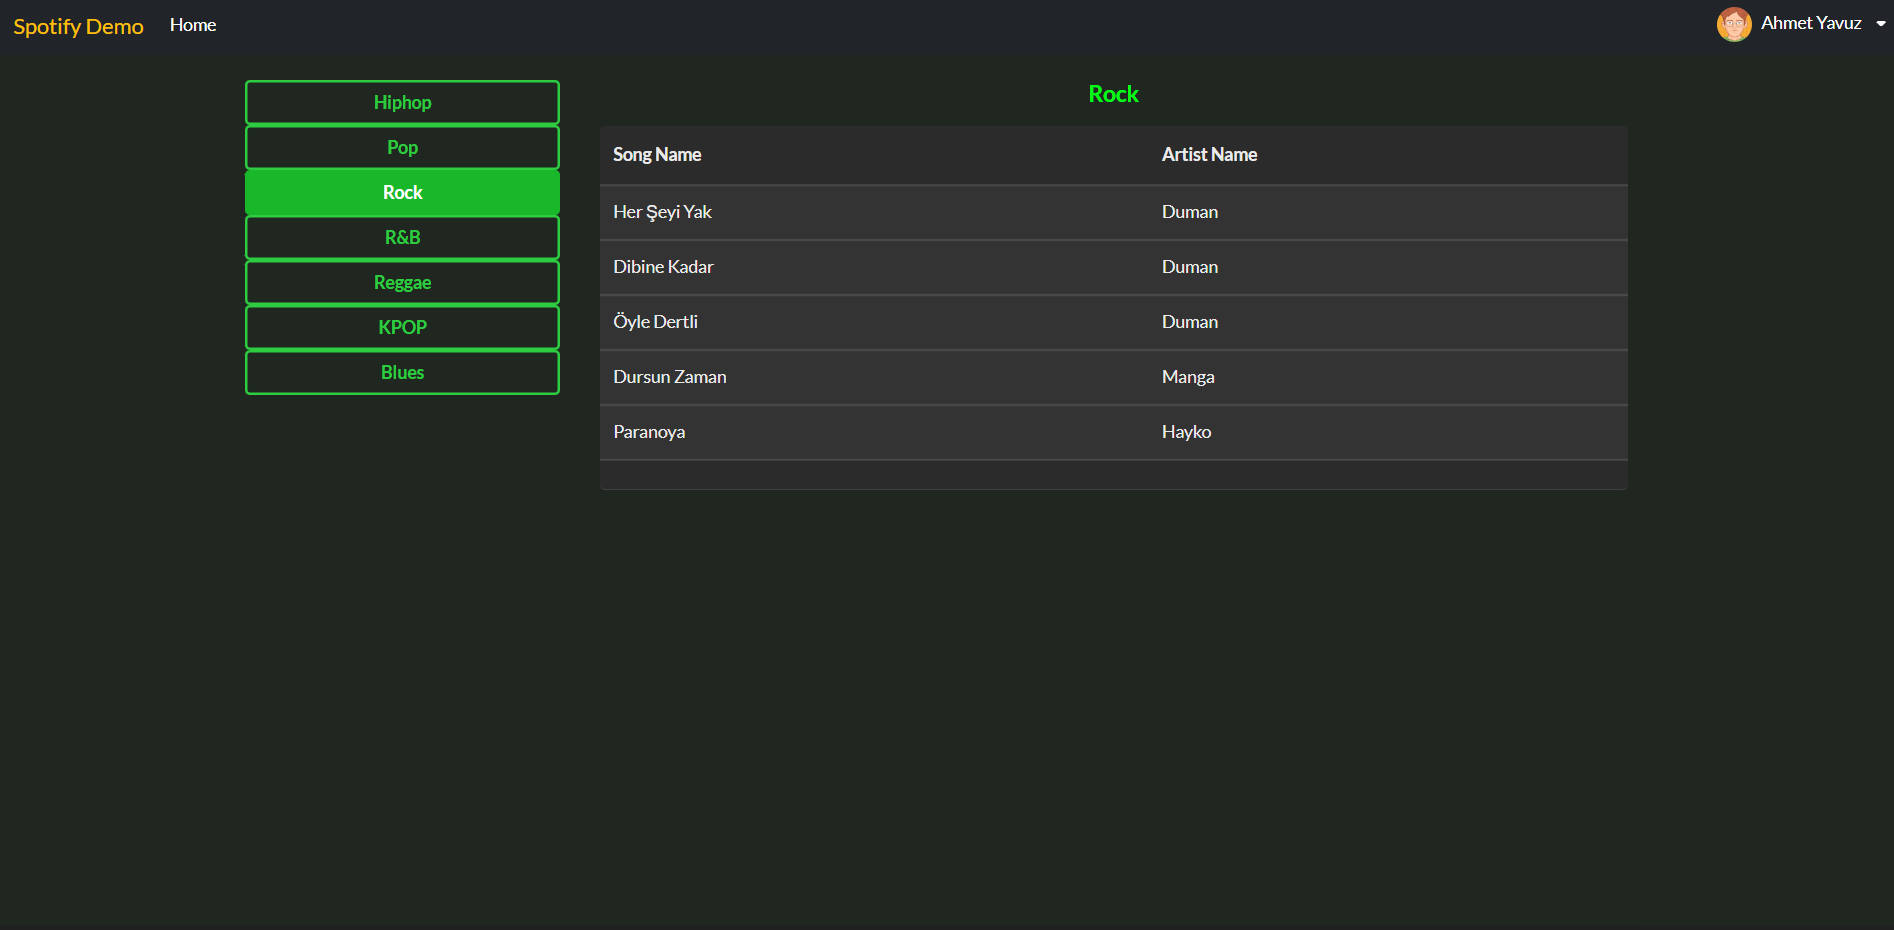 Spotify Demo Home Ahmet Yavuz
Hiphop
Pop
Rock
R&B
Reggae
KPOP
Blues
Rock
Song Name Artist Name
Her Şeyi Yak Duman
Dibine Kadar Duman
Öyle Dertli Duman
Dursun Zaman Manga
Paranoya Hayko